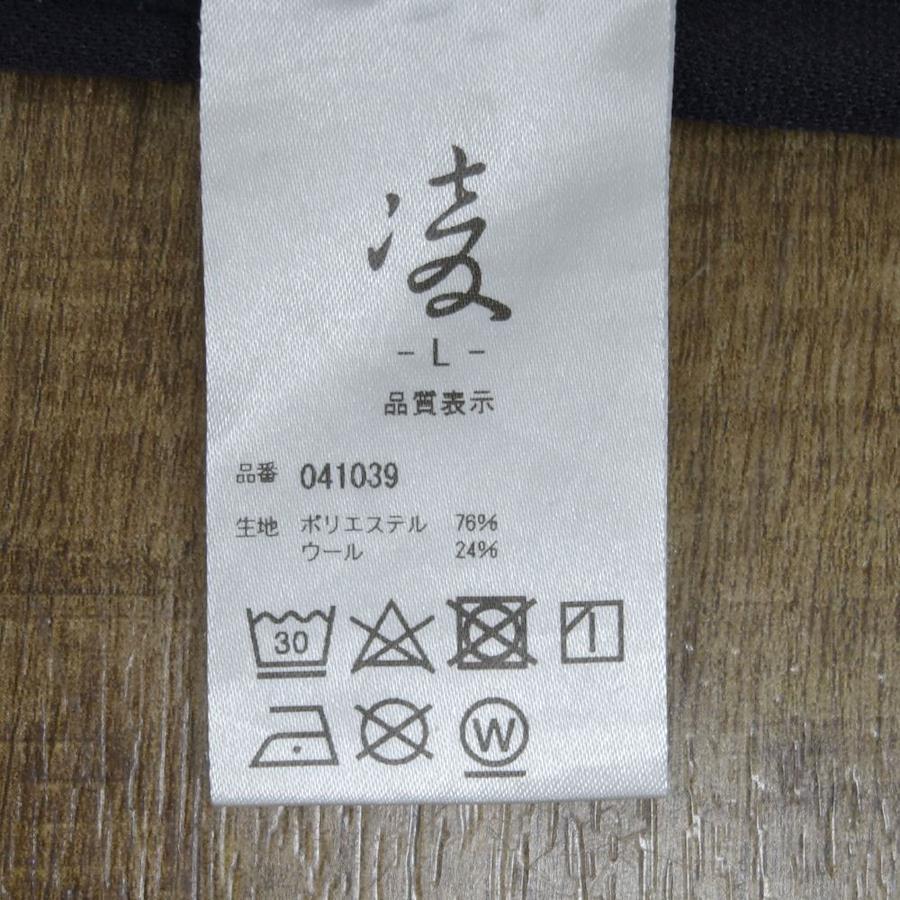 凌
- L -
品質表示
品番 041039
生地 ポリエステル 76%
ウール 24%
30
W